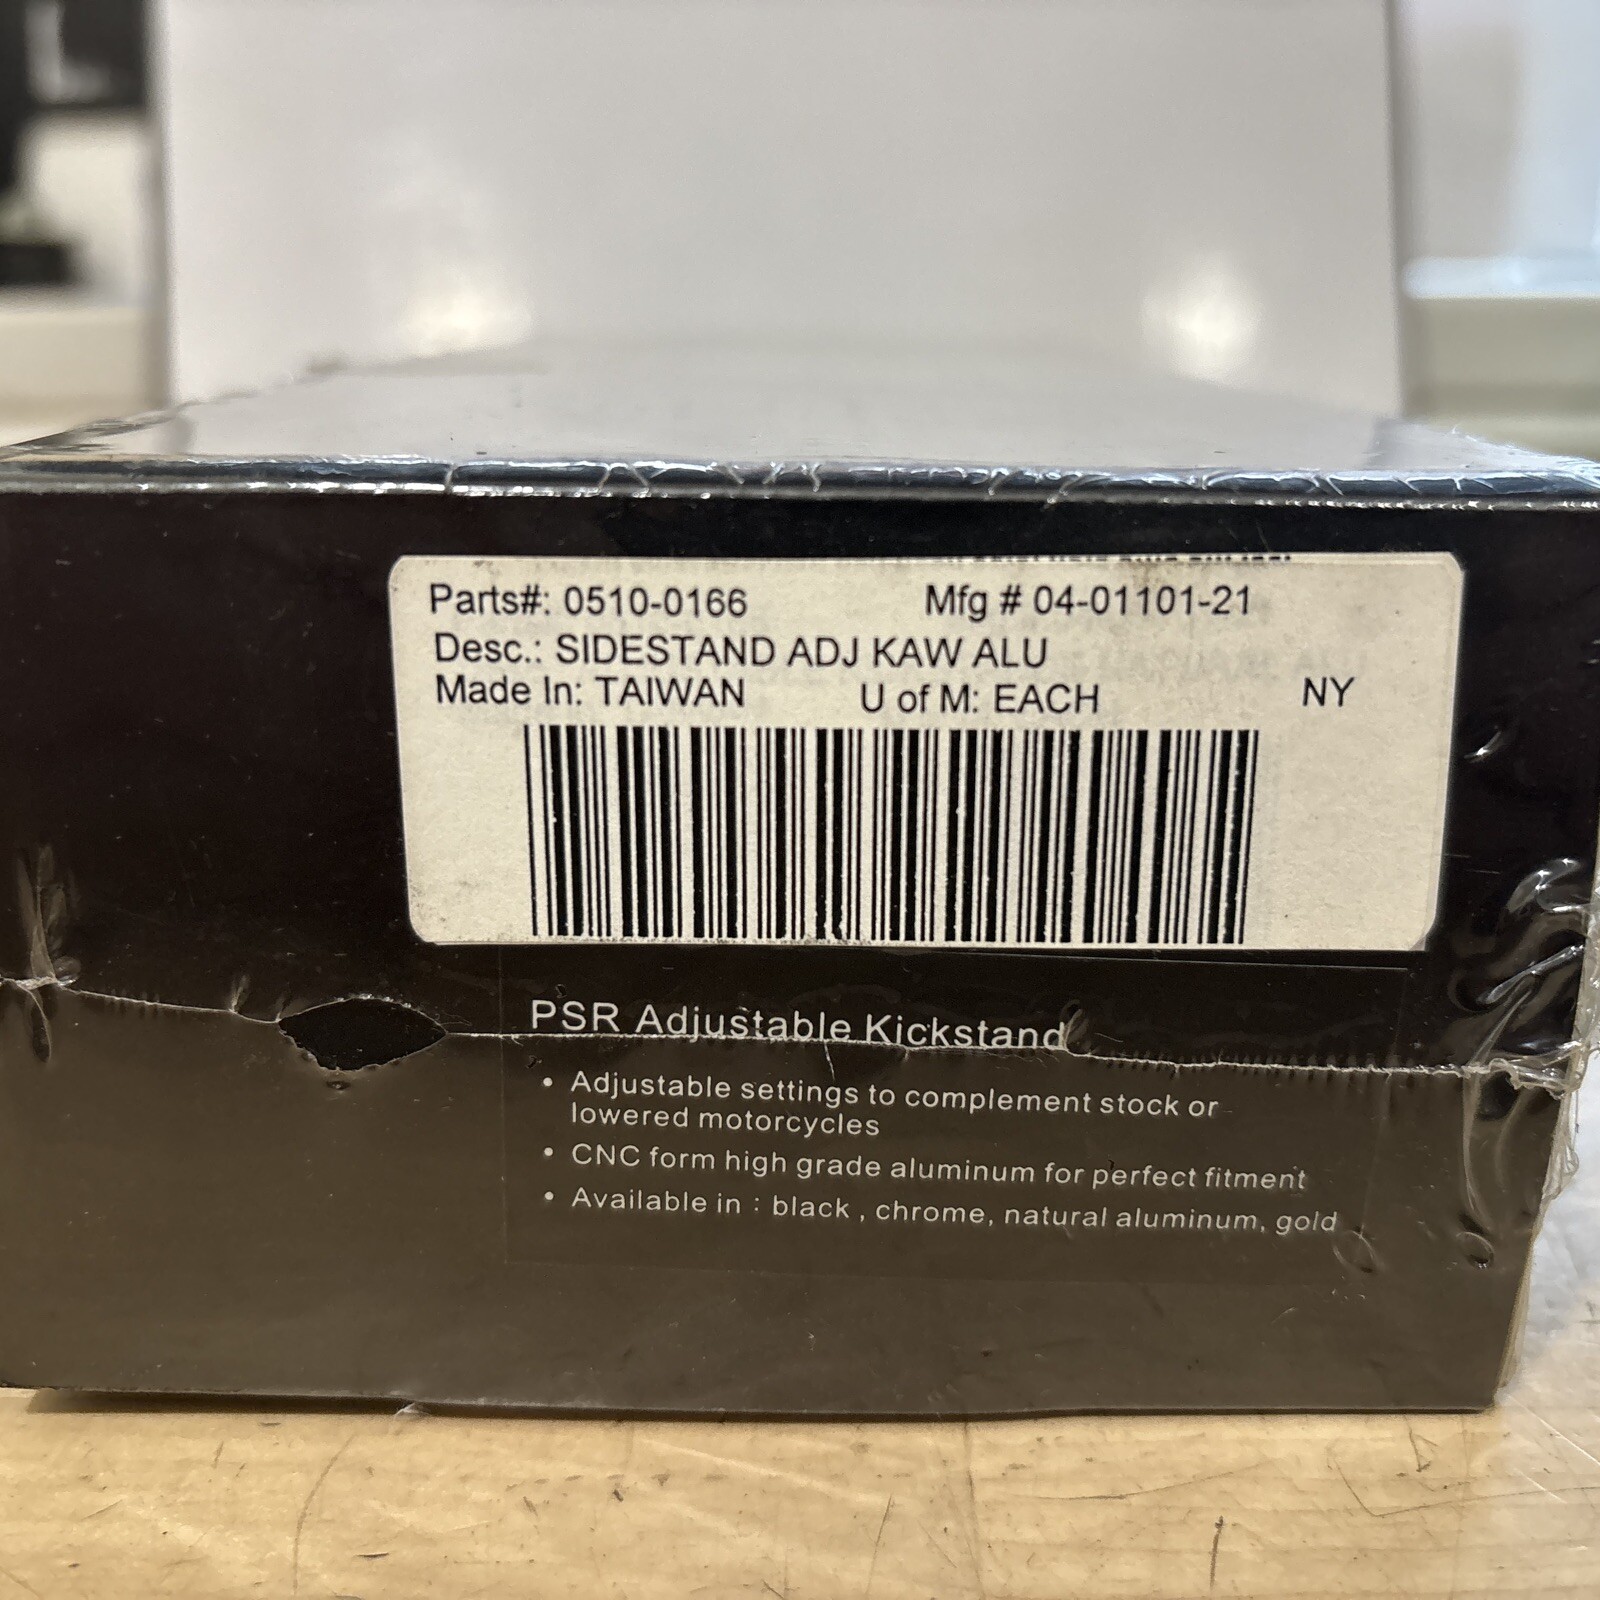 Parts#: 0510-0166 Mfg # 04-01101-21
Desc.: SIDESTAND ADJ KAW ALU
Made In: TAIWAN U of M: EACH NY
PSR Adjustable Kickstand
• Adjustable settings to complement stock or
lowered motorcycles
• CNC form high grade aluminum for perfect fitment
• Available in : black , chrome, natural aluminum, gold